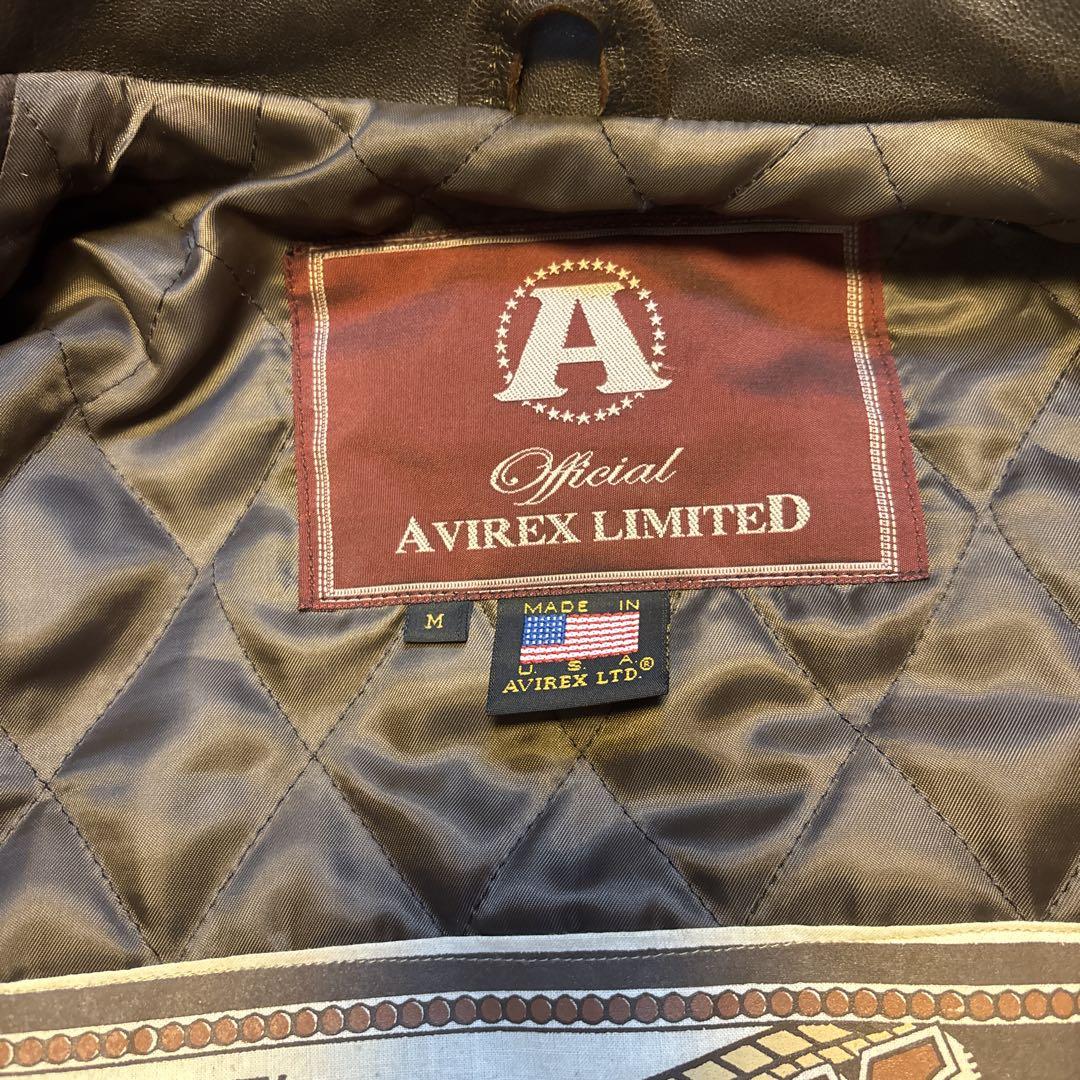 A
Official
AVIREX LIMITED
M
MADE IN
U. S. A.®
AVIREX LTD.